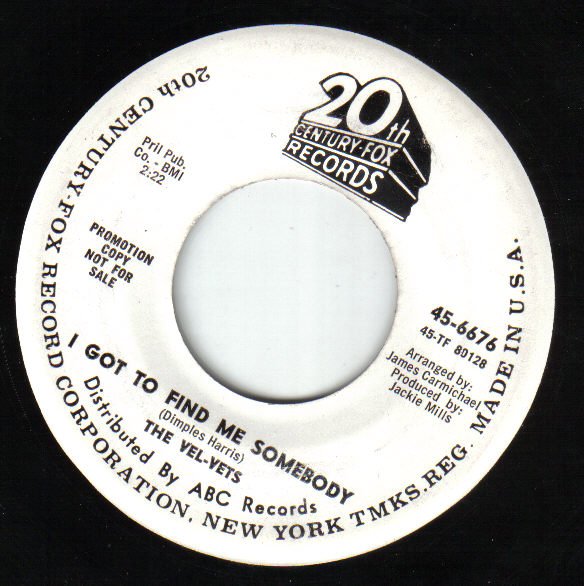 20th
CENTURY-FOX
RECORDS
Pril Pub.
Co. - BMI
2:22
PROMOTION
COPY
NOT FOR
SALE
45-6676
45-TF 80128
Arranged by:
James Carmichael
Produced by:
Jackie Mills
I GOT TO FIND ME SOMEBODY
(Dimples Harris)
THE VEL-VETS
Distributed By ABC Records
20th CENTURY-FOX RECORD CORPORATION, NEW YORK TMKS.REG. MADE IN U.S.A.